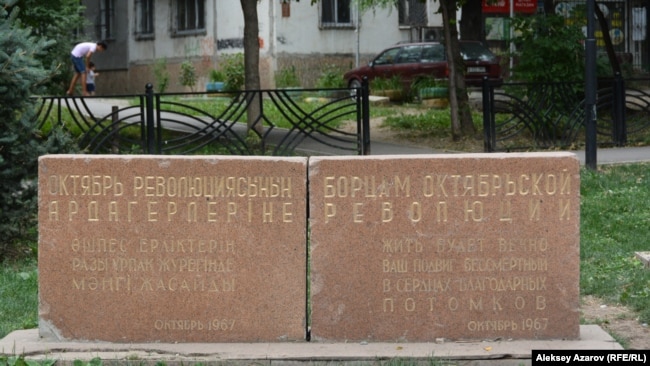 ОКТЯБРЬ РЕВОЛЮЦИЯСЫНЫҢ
АРДАГЕРЛЕРІНЕ
ӨШПЕС ЕРЛІКТЕРІҢ
РАЗЫ ҰРПАҚ ЖҮРЕГІНДЕ
МӘҢГІ ЖАСАЙДЫ
ОКТЯБРЬ 1967
БОРЦАМ ОКТЯБРЬСКОЙ
РЕВОЛЮЦИИ
ЖИТЬ БУДЕТ ВЕЧНО
ВАШ ПОДВИГ БЕССМЕРТНЫЙ
В СЕРДЦАХ БЛАГОДАРНЫХ
ПОТОМКОВ
ОКТЯБРЬ 1967
Aleksey Azarov (RFE/RL)